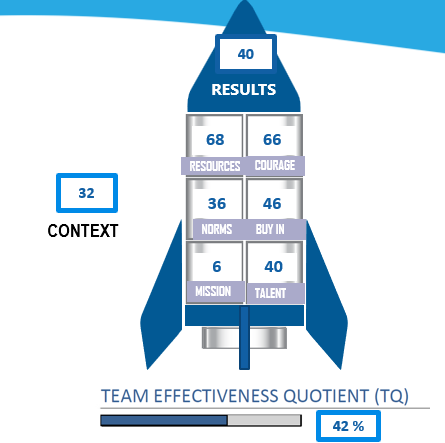 40
RESULTS
68 66
RESOURCES COURAGE
32
CONTEXT
36 46
NORMS BUY IN
6 40
MISSION TALENT
TEAM EFFECTIVENESS QUOTIENT (TQ)
42 %